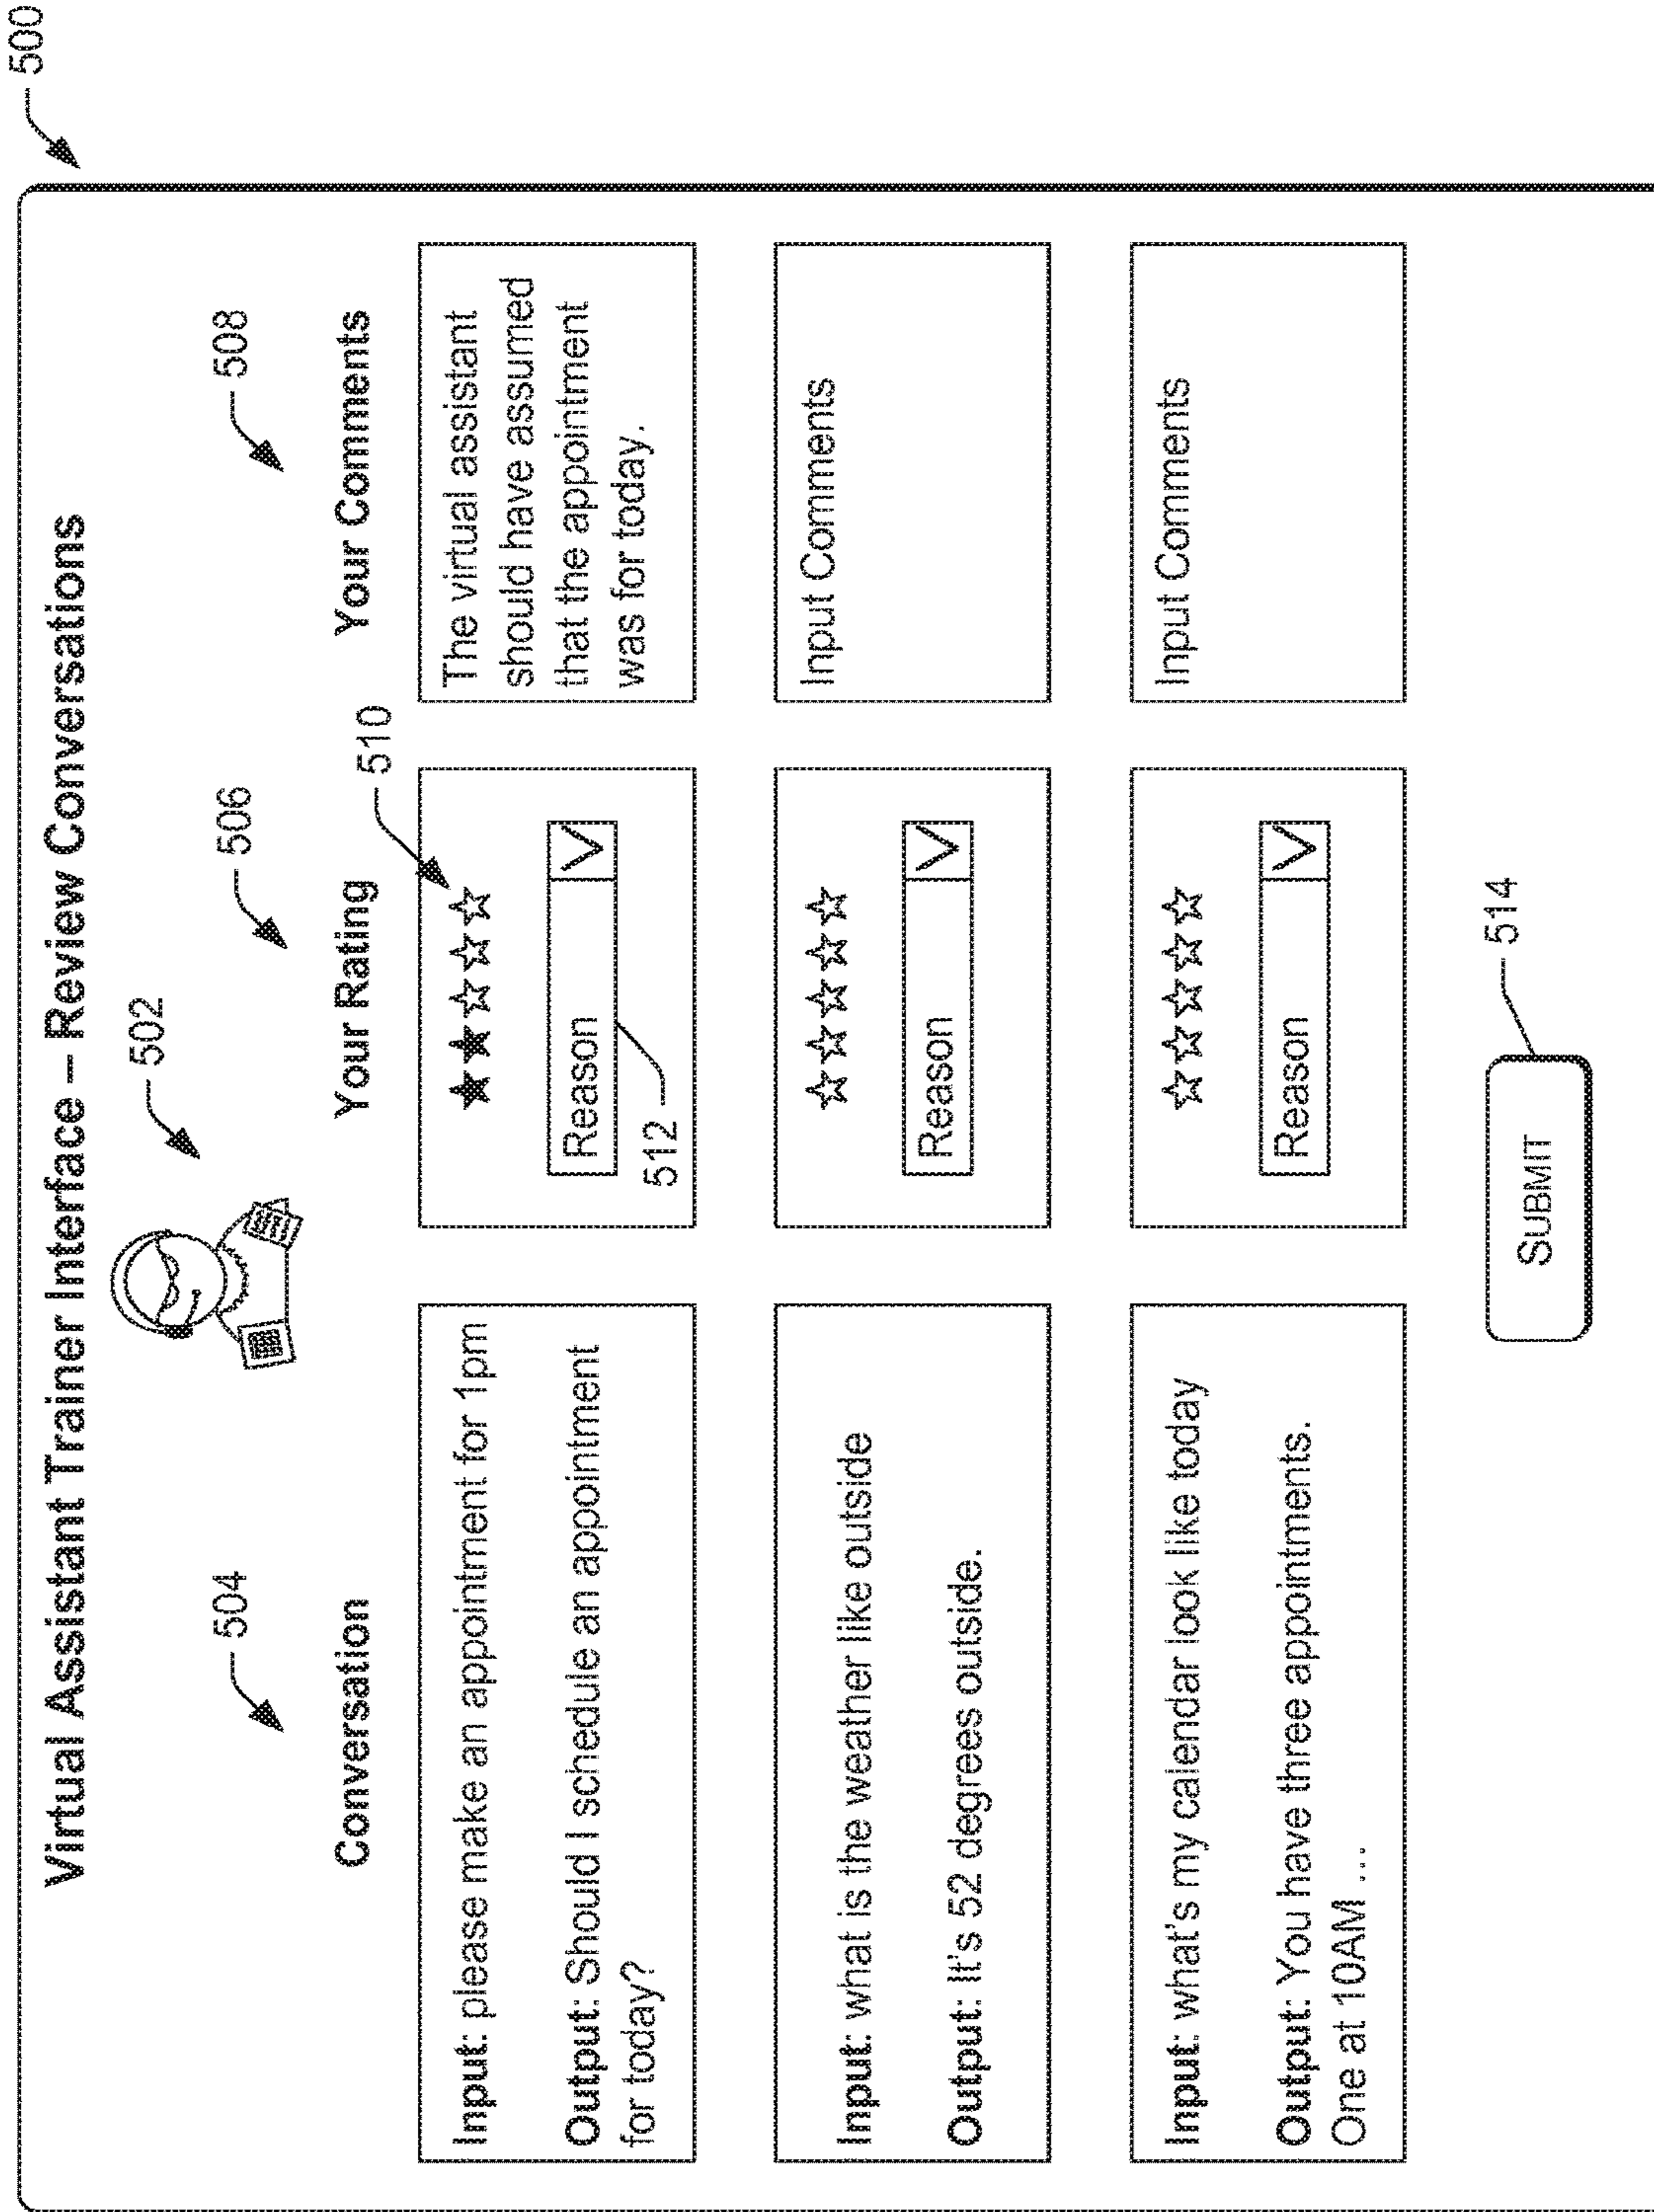 500
Virtual Assistant Trainer Interface – Review Conversations
502
504
506
508
Conversation
Your Rating
Your Comments
510
Input: please make an appointment for 1pm
Output: Should I schedule an appointment
for today?
Reason
512
The virtual assistant
should have assumed
that the appointment
was for today.
Input: what is the weather like outside
Output: It's 52 degrees outside.
Reason
Input Comments
Input: what's my calendar look like today
Output: You have three appointments.
One at 10AM ...
Reason
Input Comments
SUBMIT
514